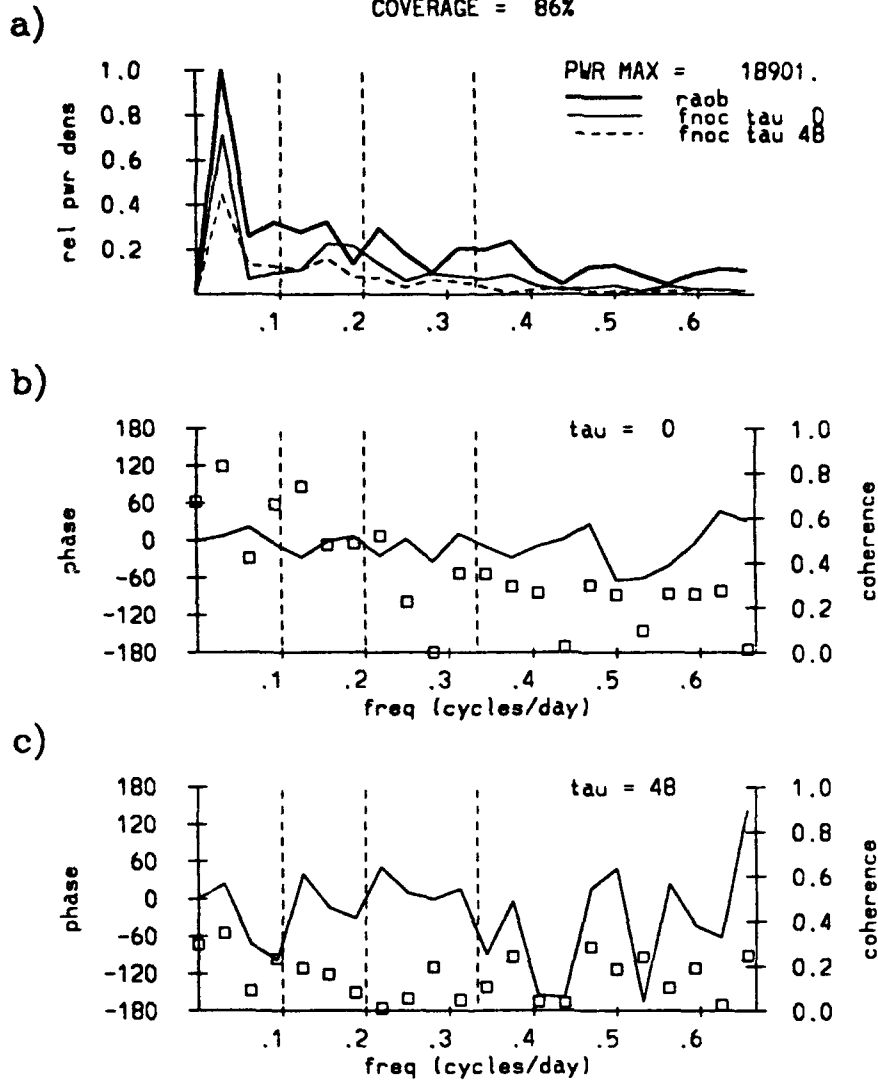 COVERAGE = 86%
a)
PWR MAX = 18901.
raob
fnoc tau 0
fnoc tau 48
rel pwr dens
1.0
0.8
0.6
0.4
0.2
.1 .2 .3 .4 .5 .6
b)
tau = 0
phase
180
120
60
0
-60
-120
-180
coherence
1.0
0.8
0.6
0.4
0.2
0.0
.1 .2 .3 .4 .5 .6
freq (cycles/day)
c)
tau = 48
phase
180
120
60
0
-60
-120
-180
coherence
1.0
0.8
0.6
0.4
0.2
0.0
.1 .2 .3 .4 .5 .6
freq (cycles/day)